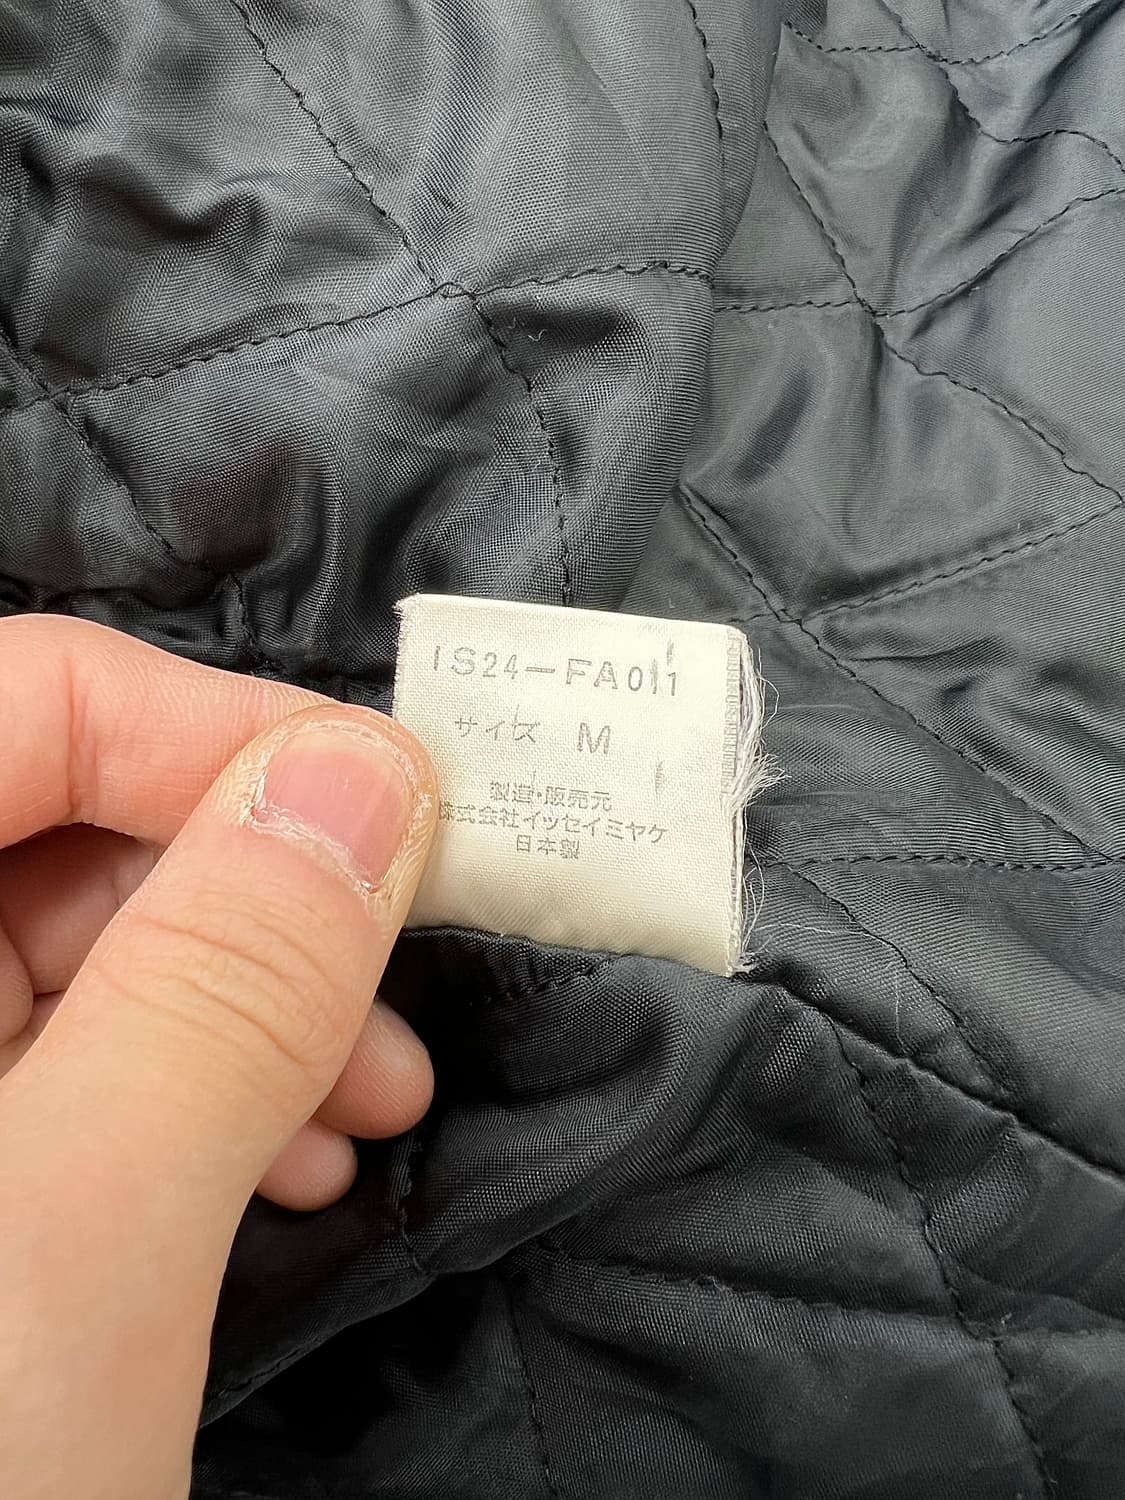 IS24-FA011
サイズ M
製造・販売元
株式会社イッセイミヤケ
日本製